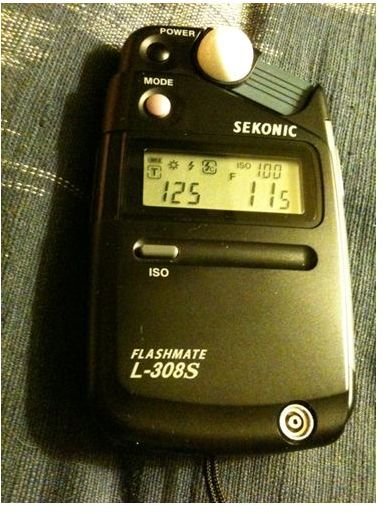 POWER
MODE
SEKONIC
T ISO 100
125 F 11 5
ISO
FLASHMATE
L-308S